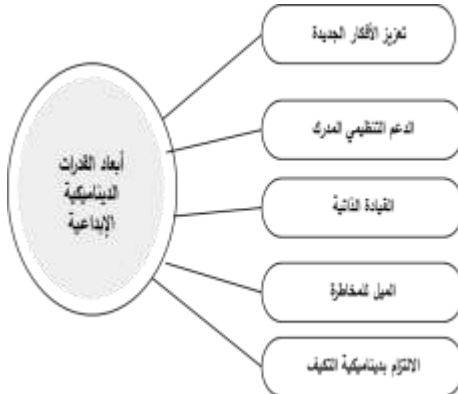 تعزيز الأفكار الجديدة
الدعم التنظيمي المدرك
أبعاد القدرات
الديناميكية
الإبداعية
القيادة الذاتية
الميل للمخاطرة
الالتزام بديناميكية التكيف